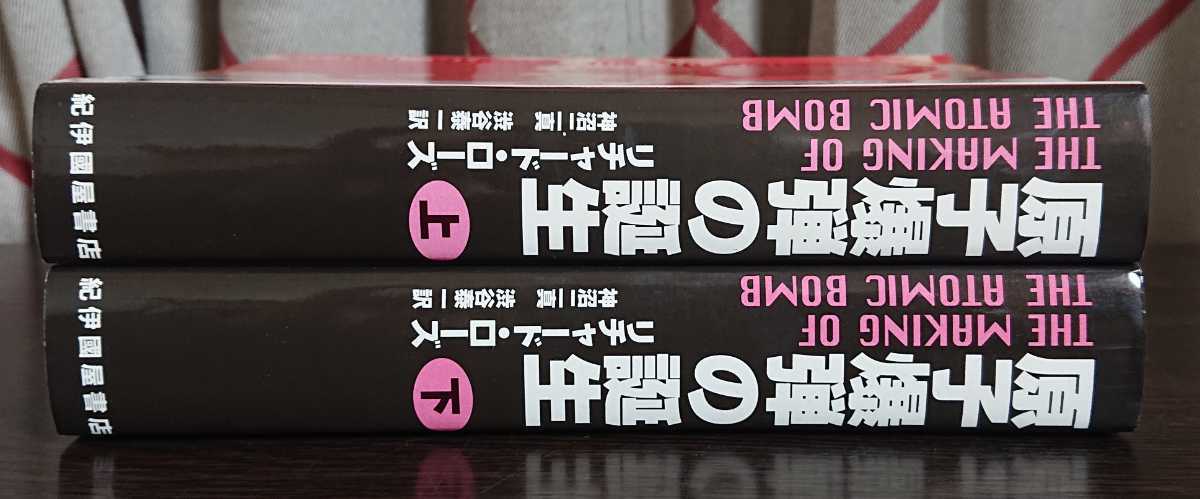 THE MAKING OF
THE ATOMIC BOMB
原子爆弾の誕生
上
リチャード・ローズ
神沼二真 渋谷泰一訳
紀伊國屋書店
THE MAKING OF
THE ATOMIC BOMB
原子爆弾の誕生
下
リチャード・ローズ
神沼二真 渋谷泰一訳
紀伊國屋書店